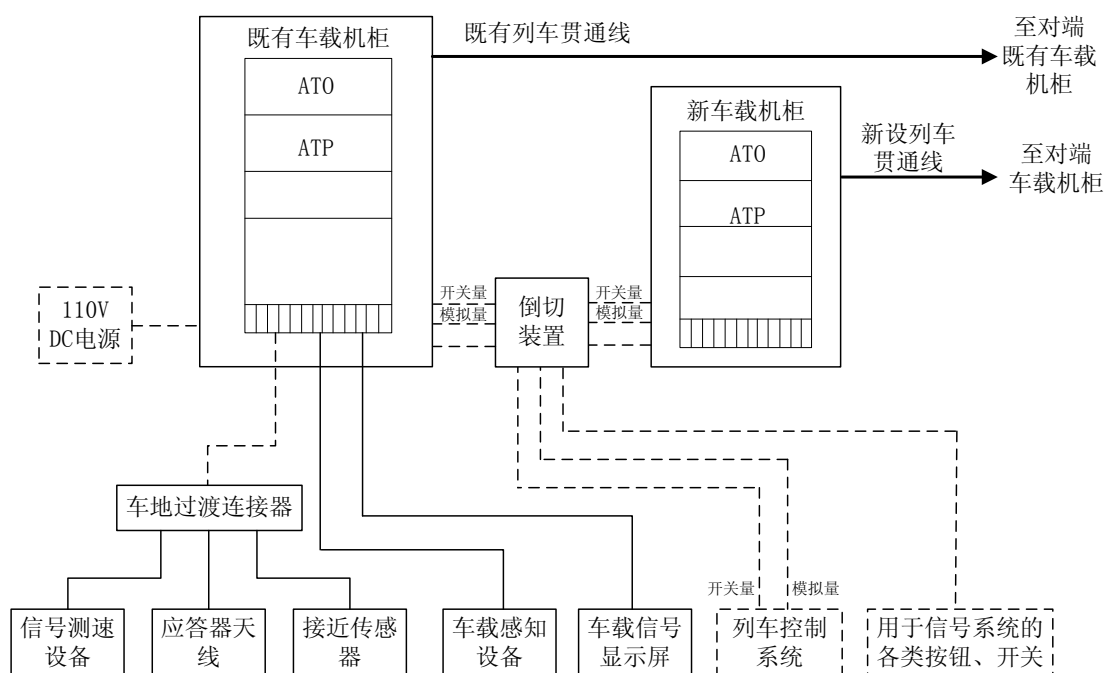 既有车载机柜
ATO
ATP
既有列车贯通线
至对端
既有车载
机柜
新车载机柜
ATO
ATP
新设列车
贯通线
至对端
车载机柜
110V
DC电源
开关量
模拟量
倒切
装置
开关量
模拟量
车地过渡连接器
开关量
模拟量
信号测速
设备
应答器天
线
接近传感
器
车载感知
设备
车载信号
显示屏
列车控制
系统
用于信号系统的
各类按钮、开关